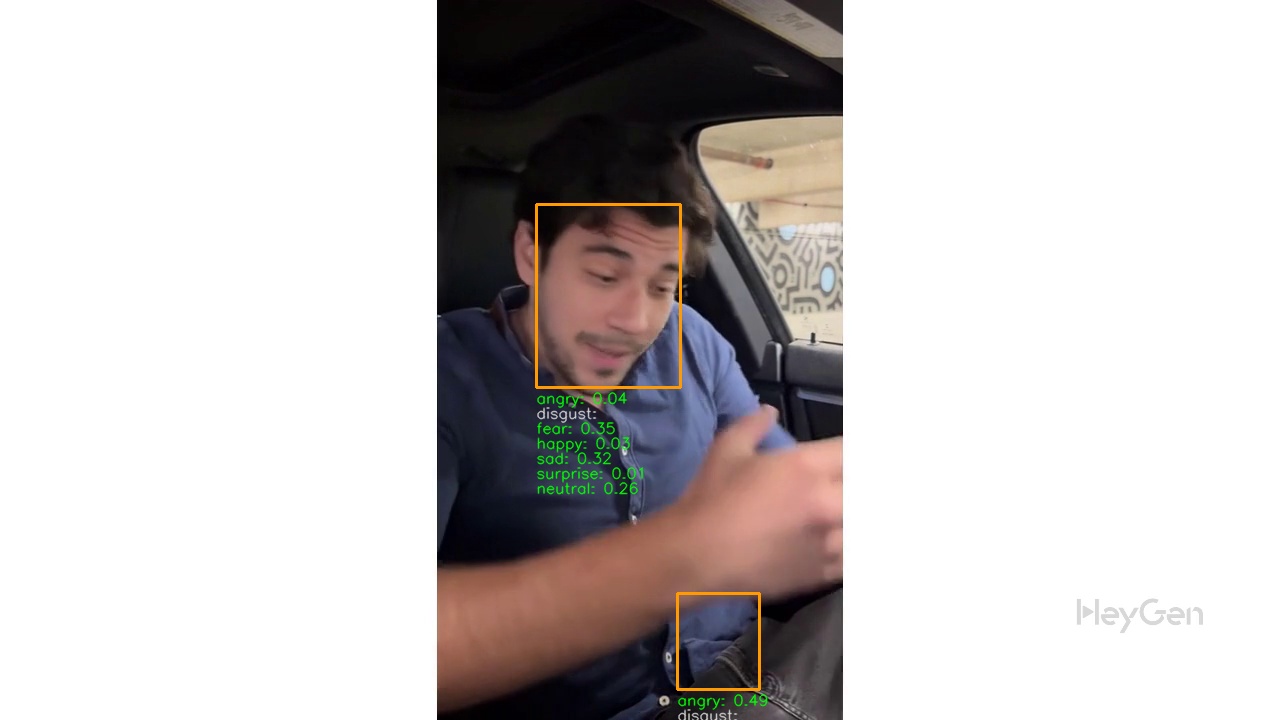 angry: 0.04
disgust:
fear: 0.35
happy: 0.03
sad: 0.32
surprise: 0.01
neutral: 0.26
HeyGen
angry: 0.49
disgust: